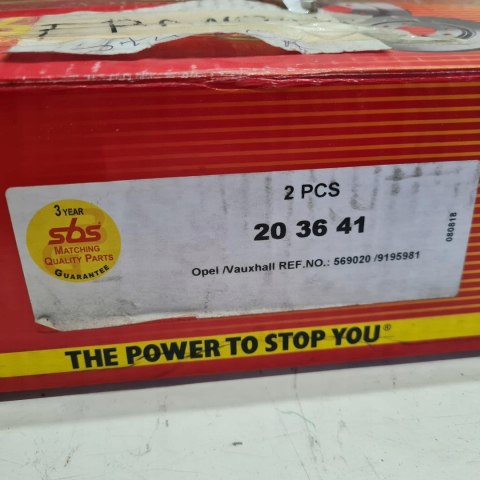 2 PCS
3 YEAR
sbs
MATCHING
QUALITY PARTS
GUARANTEE
20 36 41
080818
Opel /Vauxhall REF.NO.: 569020 /9195981
THE POWER TO STOP YOU®